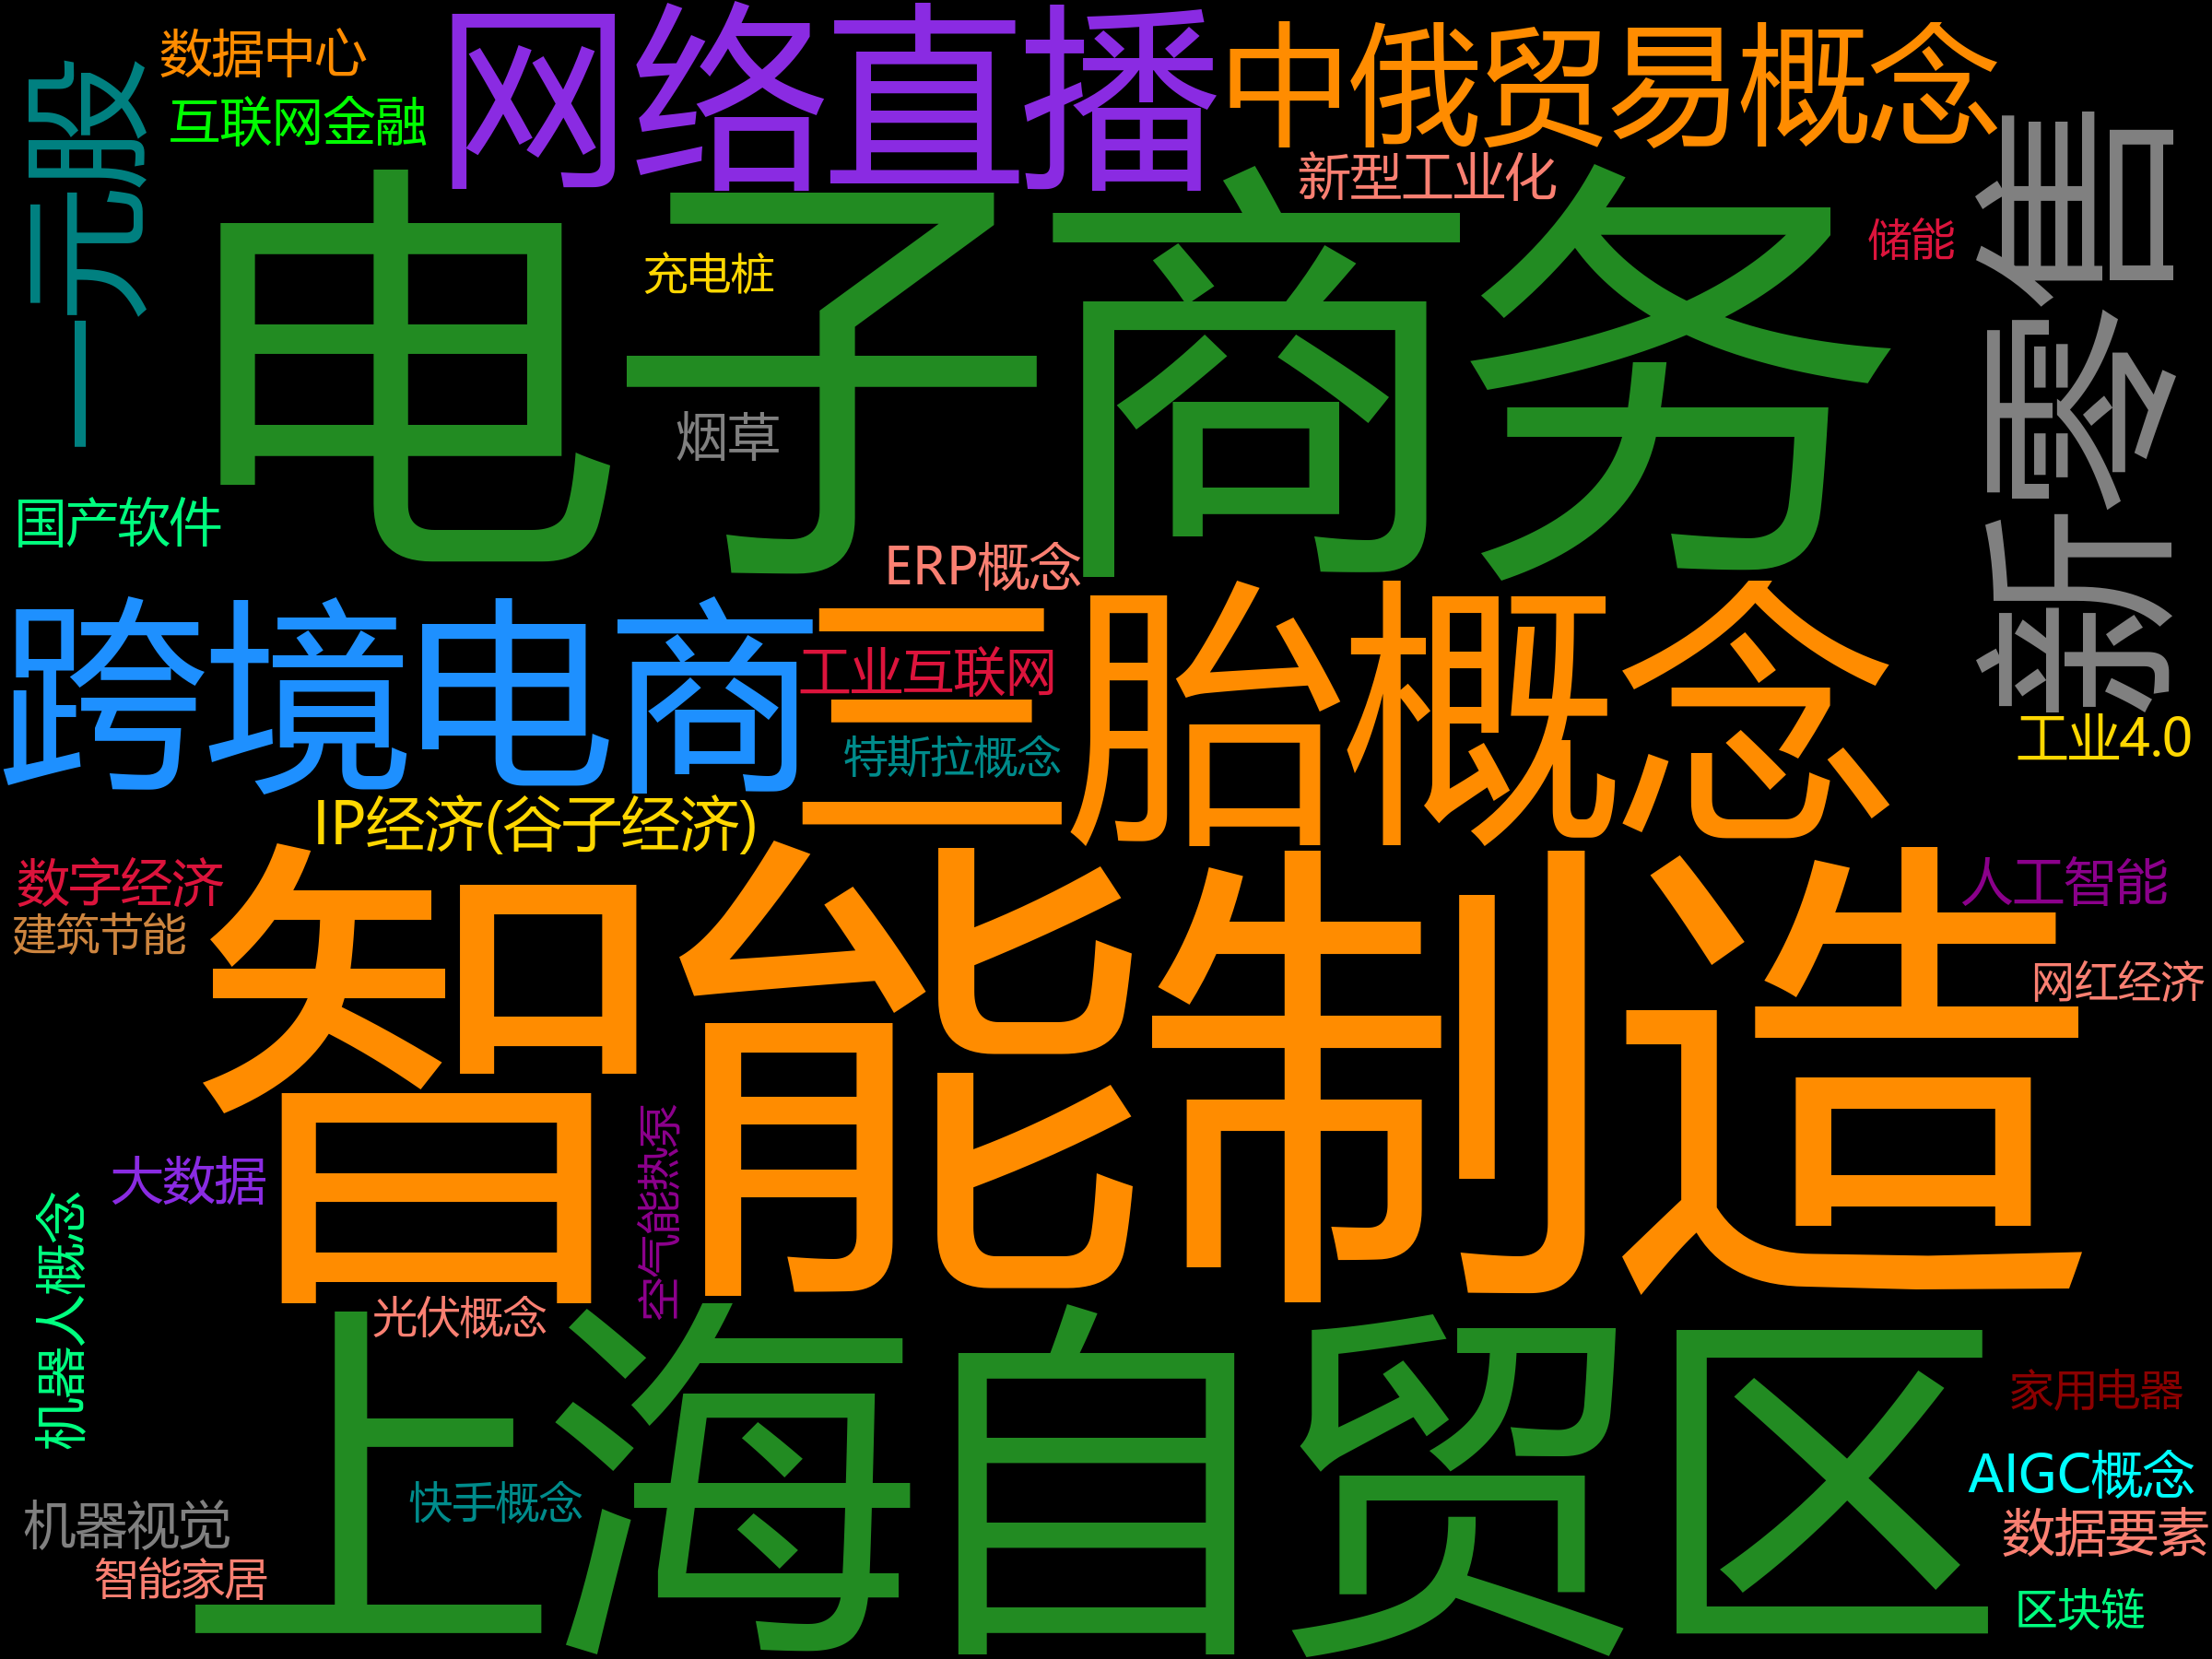 数据中心
网络直播
中俄贸易概念
一元股
互联网金融
新型工业化
新零售
电子商务
储能
充电桩
烟草
国产软件
ERP概念
跨境电商
三胎概念
工业互联网
特斯拉概念
工业4.0
IP经济(谷子经济)
智能制造
数字经济
人工智能
建筑节能
网红经济
大数据
空气能热泵
机器人概念
光伏概念
上海自贸区
家用电器
快手概念
AIGC概念
机器视觉
数据要素
智能家居
区块链